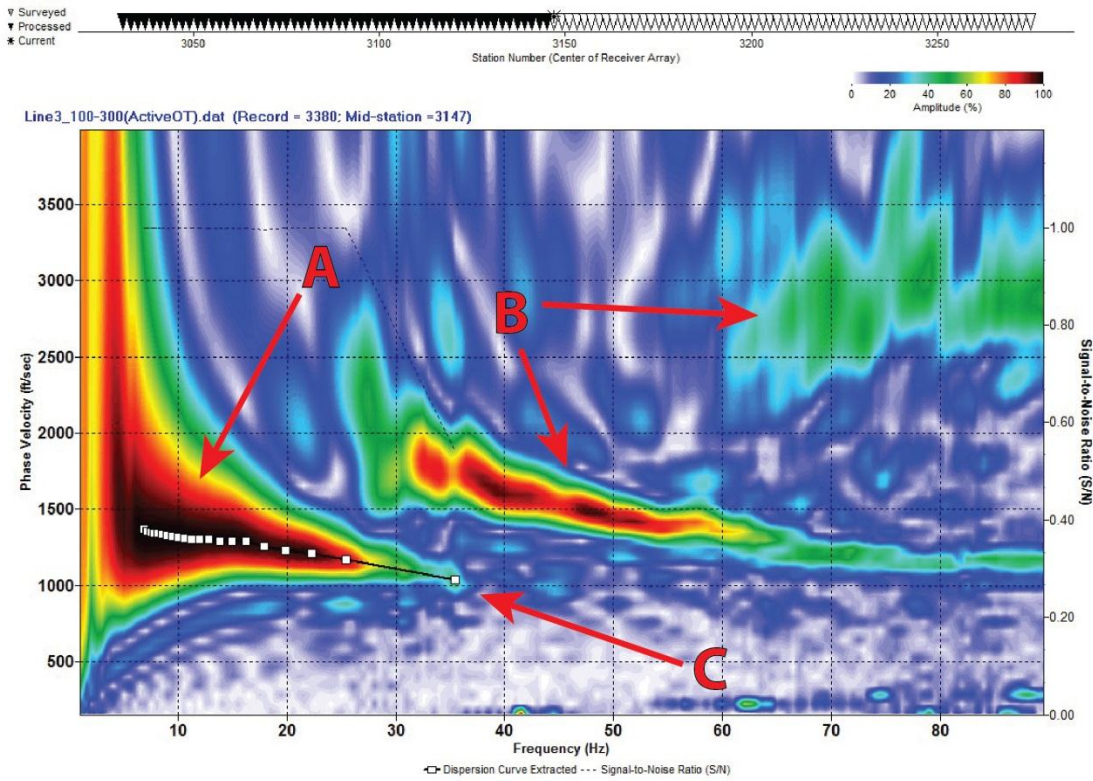 ▼ Surveyed
▼ Processed
* Current
3050 3100 3150 3200 3250
Station Number (Center of Receiver Array)
0 20 40 60 80 100
Amplitude (%)
Line3_100-300(ActiveOT).dat (Record = 3380; Mid-station =3147)
3500
3000
2500
2000
1500
1000
500
Phase Velocity (ft/sec)
A
B
C
1.00
0.80
0.60
0.40
0.20
0.00
Signal-to-Noise Ratio (S/N)
10 20 30 40 50 60 70 80
Frequency (Hz)
Dispersion Curve Extracted - - - - Signal-to-Noise Ratio (S/N)